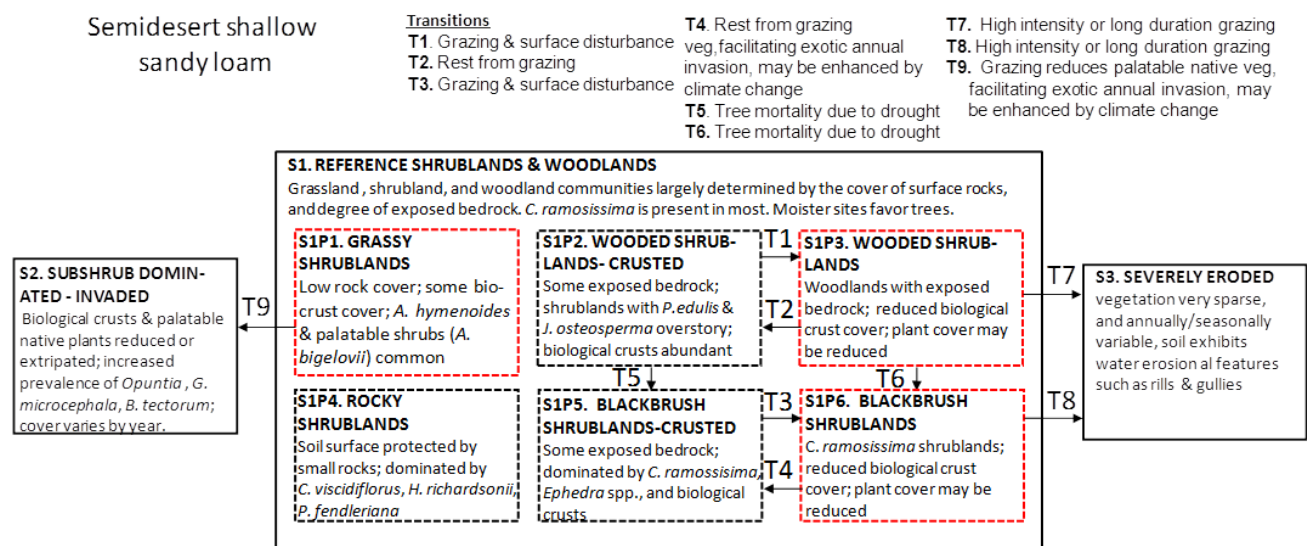 Semidesert shallow
sandy loam
Transitions
T1. Grazing & surface disturbance
T2. Rest from grazing
T3. Grazing & surface disturbance
T4. Rest from grazing
veg,facilitating exotic annual
invasion, may be enhanced by
climate change
T5. Tree mortality due to drought
T6. Tree mortality due to drought
T7. High intensity or long duration grazing
T8. High intensity or long duration grazing
T9. Grazing reduces palatable native veg,
facilitating exotic annual invasion, may
be enhanced by climate change
S1. REFERENCE SHRUBLANDS & WOODLANDS
Grassland , shrubland, and woodland communities largely determined by the cover of surface rocks,
and degree of exposed bedrock. C. ramosissima is present in most. Moister sites favor trees.
S2. SUBSHRUB DOMIN-
ATED - INVADED
Biological crusts & palatable
native plants reduced or
extripated; increased
prevalence of Opuntia , G.
microcephala, B. tectorum;
cover varies by year.
T9
S1P1. GRASSY
SHRUBLANDS
Low rock cover; some bio-
crust cover; A. hymenoides
& palatable shrubs (A.
bigelovii) common
S1P2. WOODED SHRUB-
LANDS- CRUSTED
Some exposed bedrock;
shrublands with P.edulis &
J. osteosperma overstory;
biological crusts abundant
T1
T2
S1P3. WOODED SHRUB-
LANDS
Woodlands with exposed
bedrock; reduced biological
crust cover; plant cover may
be reduced
T7
S3. SEVERELY ERODED
vegetation very sparse,
and annually/seasonally
variable, soil exhibits
water erosion al features
such as rills & gullies
T5
T6
S1P4. ROCKY
SHRUBLANDS
Soil surface protected by
small rocks; dominated by
C. viscidiflorus, H. richardsonii,
P. fendleriana
S1P5. BLACKBRUSH
SHRUBLANDS-CRUSTED
Some exposed bedrock;
dominated by C. ramossisima,
Ephedra spp., and biological
crusts
T3
T4
S1P6. BLACKBRUSH
SHRUBLANDS
C. ramosissima shrublands;
reduced biological crust
cover; plant cover may be
reduced
T8